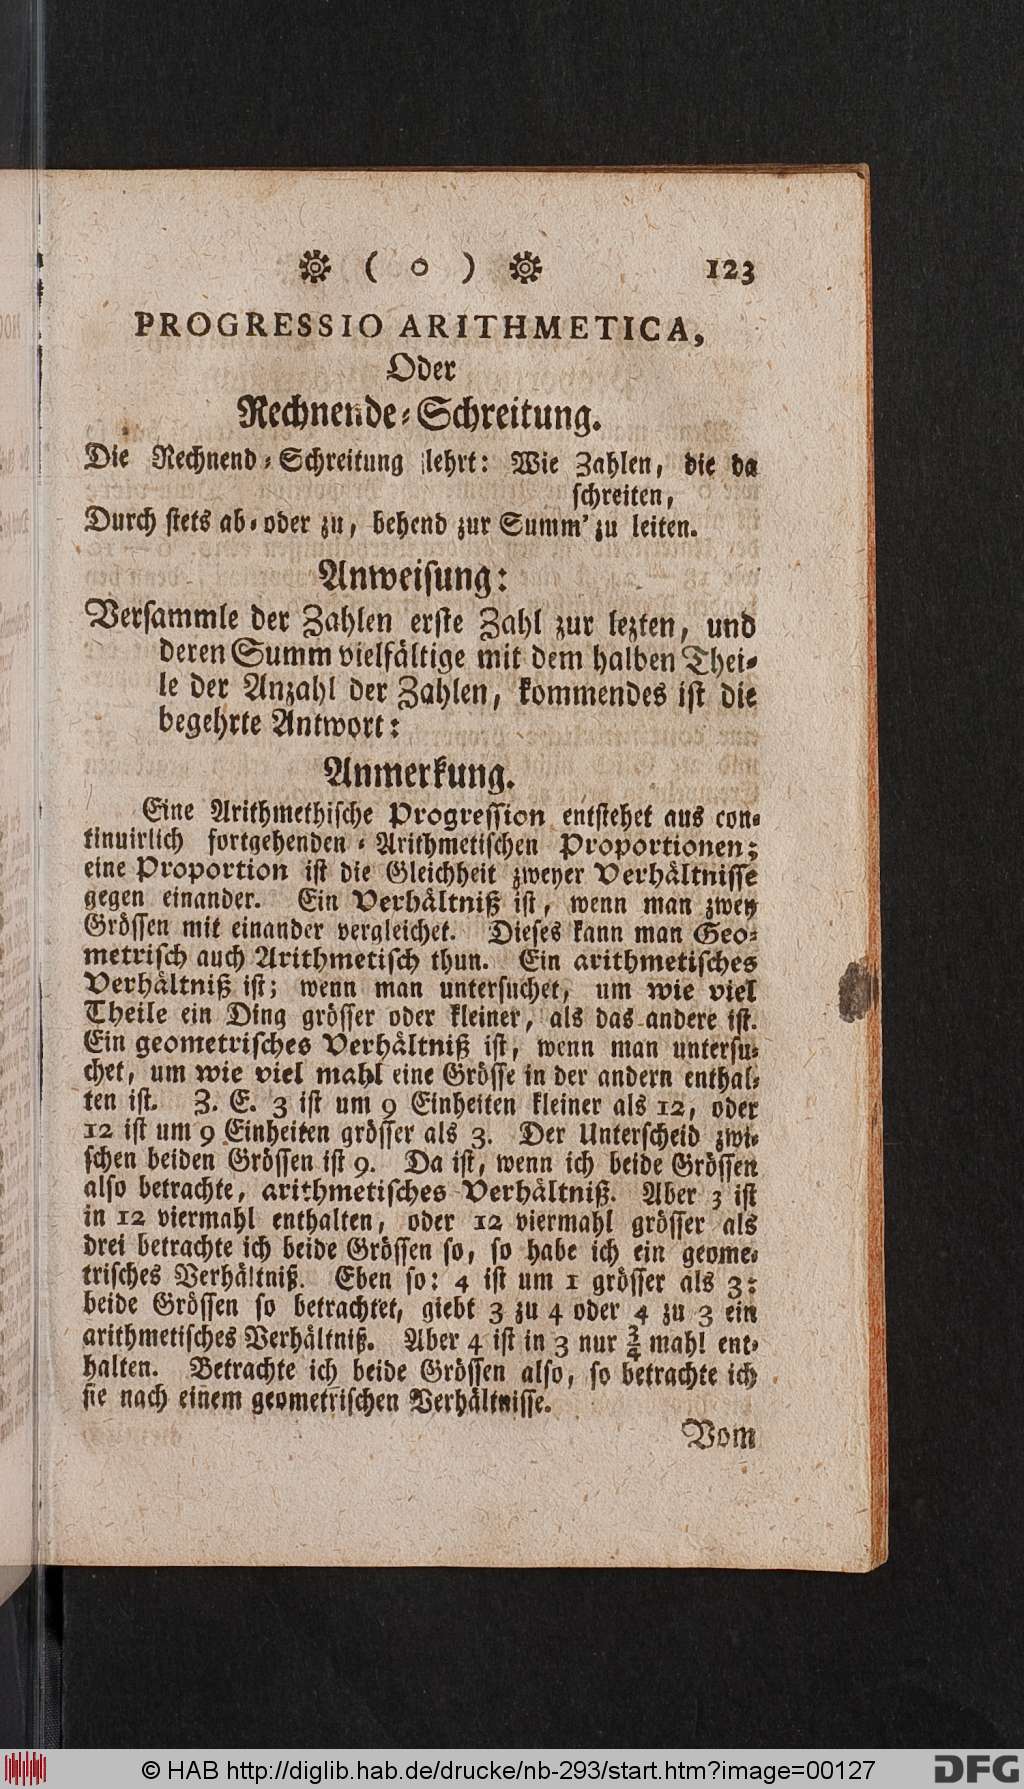 ( o ) 123
PROGRESSIO ARITHMETICA,
Oder
Rechnende-Schreitung.
Die Rechnend-Schreitung lehrt: Wie Zahlen, die da
schreiten,
Durch stets ab- oder zu, behend zur Summ' zu leiten.
Anweisung:
Versammle der Zahlen erste Zahl zur lezten, und
deren Summ vielfältige mit dem halben Thei-
le der Anzahl der Zahlen, kommendes ist die
begehrte Antwort:
Anmerkung.
Eine Arithmethische Progression entstehet aus con-
tinuirlich fortgehenden-Arithmetischen Proportionen;
eine Proportion ist die Gleichheit zweyer Verhältnisse
gegen einander. Ein Verhältniß ist, wenn man zwey
Grössen mit einander vergleichet. Dieses kann man Geo-
metrisch auch Arithmetisch thun. Ein arithmetisches
Verhältniß ist; wenn man untersuchet, um wie viel
Theile ein Ding grösser oder kleiner, als das andere ist.
Ein geometrisches Verhältniß ist, wenn man untersu-
chet, um wie viel mahl eine Grösse in der andern enthal-
ten ist. Z. E. 3 ist um 9 Einheiten kleiner als 12, oder
12 ist um 9 Einheiten grösser als 3. Der Unterscheid zwi-
schen beiden Grössen ist 9. Da ist, wenn ich beide Grössen
also betrachte, arithmetisches Verhältniß. Aber 3 ist
in 12 viermahl enthalten, oder 12 viermahl grösser als
drei betrachte ich beide Grössen so, so habe ich ein geome-
trisches Verhältniß. Eben so: 4 ist um 1 grösser als 3:
beide Grössen so betrachtet, giebt 3 zu 4 oder 4 zu 3 ein
arithmetisches Verhältniß. Aber 4 ist in 3 nur 3/4 mahl ent-
halten. Betrachte ich beide Grössen also, so betrachte ich
sie nach einem geometrischen Verhältnisse.
Vom
© HAB http://diglib.hab.de/drucke/nb-293/start.htm?image=00127
DFG